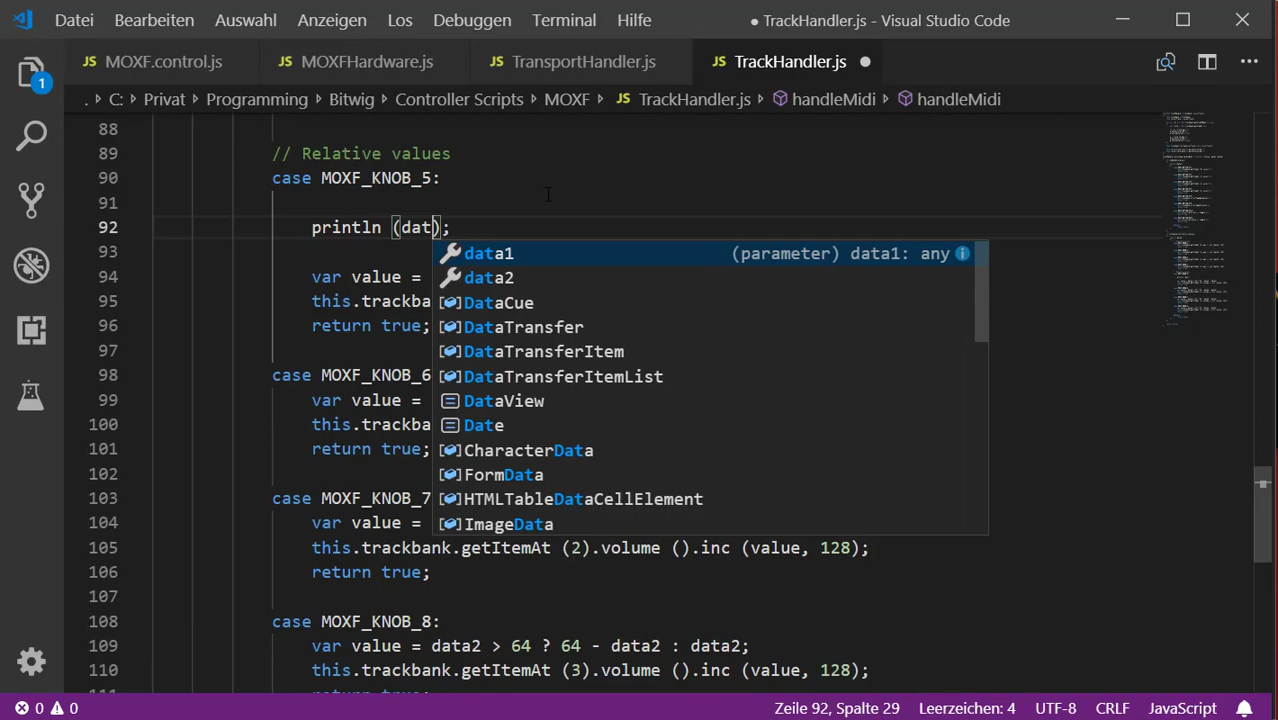 Datei Bearbeiten Auswahl Anzeigen Los Debuggen Terminal Hilfe ● TrackHandler.js - Visual Studio Code
JS MOXF.control.js JS MOXFHardware.js JS TransportHandler.js JS TrackHandler.js ●
1
. > C: > Privat > Programming > Bitwig > Controller Scripts > MOXF > JS TrackHandler.js > handleMidi > handleMidi
88
89 // Relative values
90 case MOXF_KNOB_5:
91
92 println (dat);
data1 (parameter) data1: any
93
94 var value =
data2
95 this.trackba
DataCue
96 return true;
DataTransfer
97
DataTransferItem
98 case MOXF_KNOB_6
DataTransferItemList
99 var value =
DataView
100 this.trackba
Date
101 return true;
CharacterData
102
FormData
103 case MOXF_KNOB_7
HTMLTableDataCellElement
104 var value =
ImageData
105 this.trackbank.getItemAt (2).volume ().inc (value, 128);
106 return true;
107
108 case MOXF_KNOB_8:
109 var value = data2 > 64 ? 64 - data2 : data2;
110 this.trackbank.getItemAt (3).volume ().inc (value, 128);
0 0 Zeile 92, Spalte 29 Leerzeichen: 4 UTF-8 CRLF JavaScript